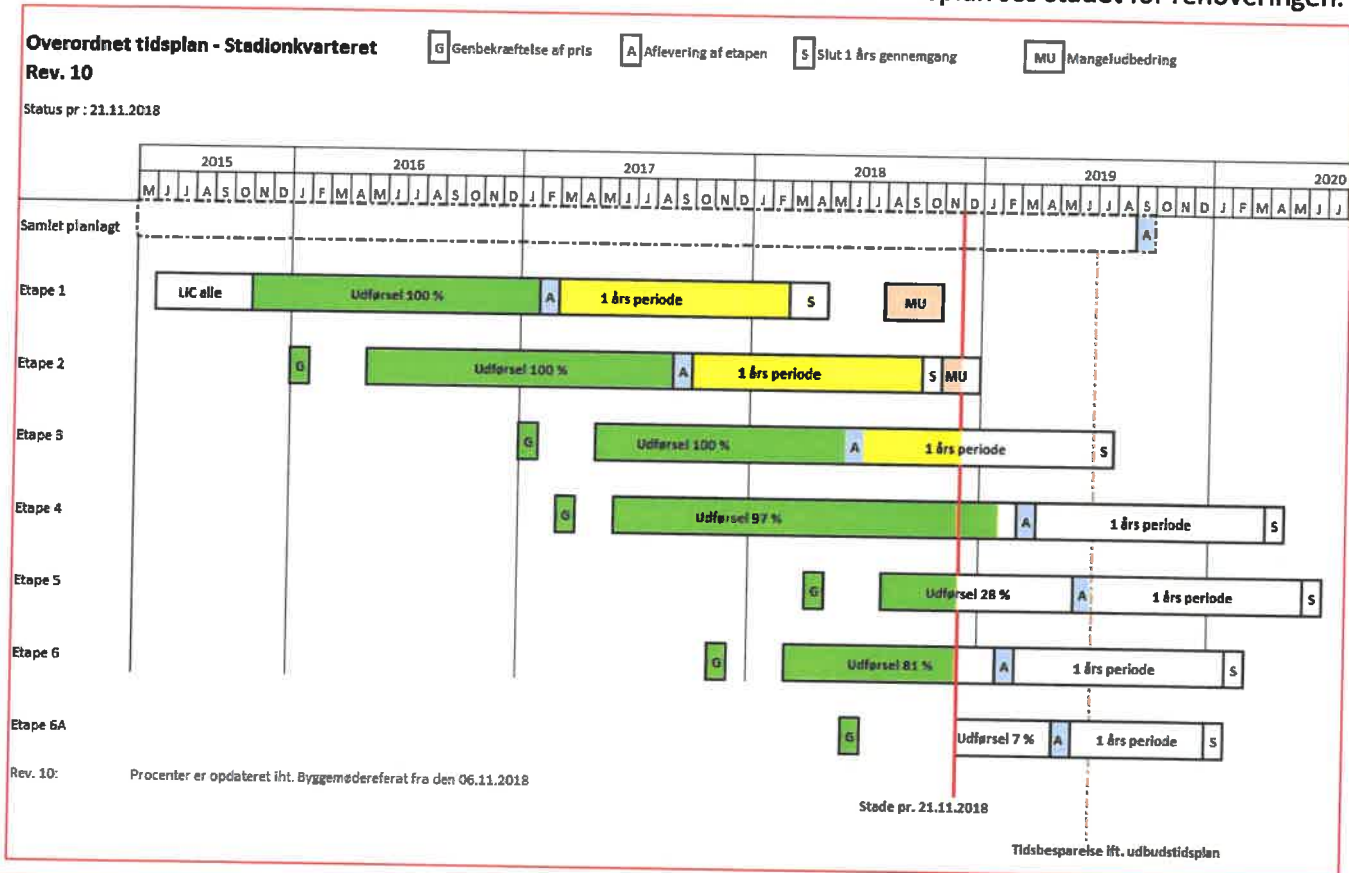 for renoveringen.
Overordnet tidsplan - Stadionkvarteret
G Genbekræftelse af pris A Aflevering af etapen S Slut 1 års gennemgang MU Mangeludbedring
Rev. 10
Status pr : 21.11.2018
2015 2016 2017 2018 2019 2020
M J J A S O N D J F M A M J J A S O N D J F M A M J J A S O N D J F M A M J J A S O N D J F M A M J J A S O N D J F M A M J J
Samlet planlagt A
Etape 1 LIC alle Udførsel 100 % A 1 års periode S MU
Etape 2 G Udførsel 100 % A 1 års periode S MU
Etape 3 G Udførsel 100 % A 1 års periode S
Etape 4 G Udførsel 97 % A 1 års periode S
Etape 5 G Udførsel 28 % A 1 års periode S
Etape 6 G Udførsel 81 % A 1 års periode S
Etape 6A G Udførsel 7 % A 1 års periode S
Rev. 10: Procenter er opdateret iht. Byggemødereferat fra den 06.11.2018
Stade pr. 21.11.2018
Tidsbesparelse ift. udbudstidsplan